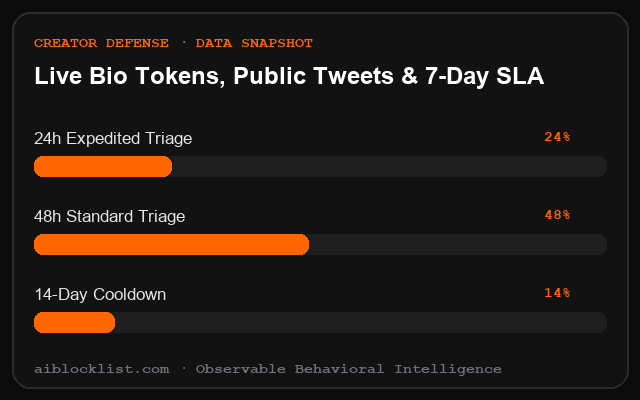 CREATOR DEFENSE · DATA SNAPSHOT
Live Bio Tokens, Public Tweets & 7-Day SLA
24h Expedited Triage 24%
48h Standard Triage 48%
14-Day Cooldown 14%
aiblocklist.com · Observable Behavioral Intelligence